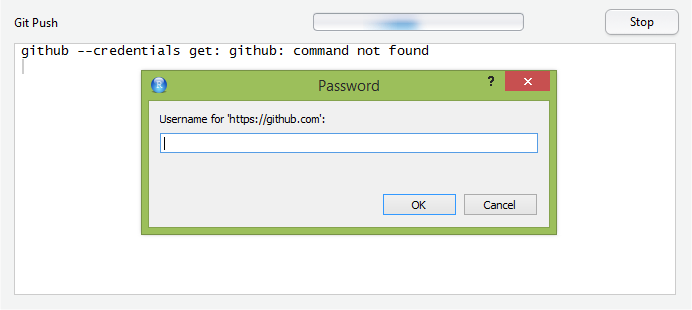 Git Push
Stop
github --credentials get: github: command not found
R
Password
?
Username for 'https://github.com':
OK
Cancel